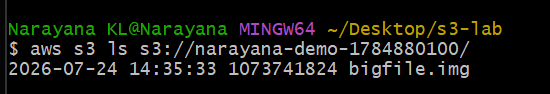 Narayana KL@Narayana MINGW64 ~/Desktop/s3-lab
$ aws s3 ls s3://narayana-demo-1784880100/
2026-07-24 14:35:33 1073741824 bigfile.img